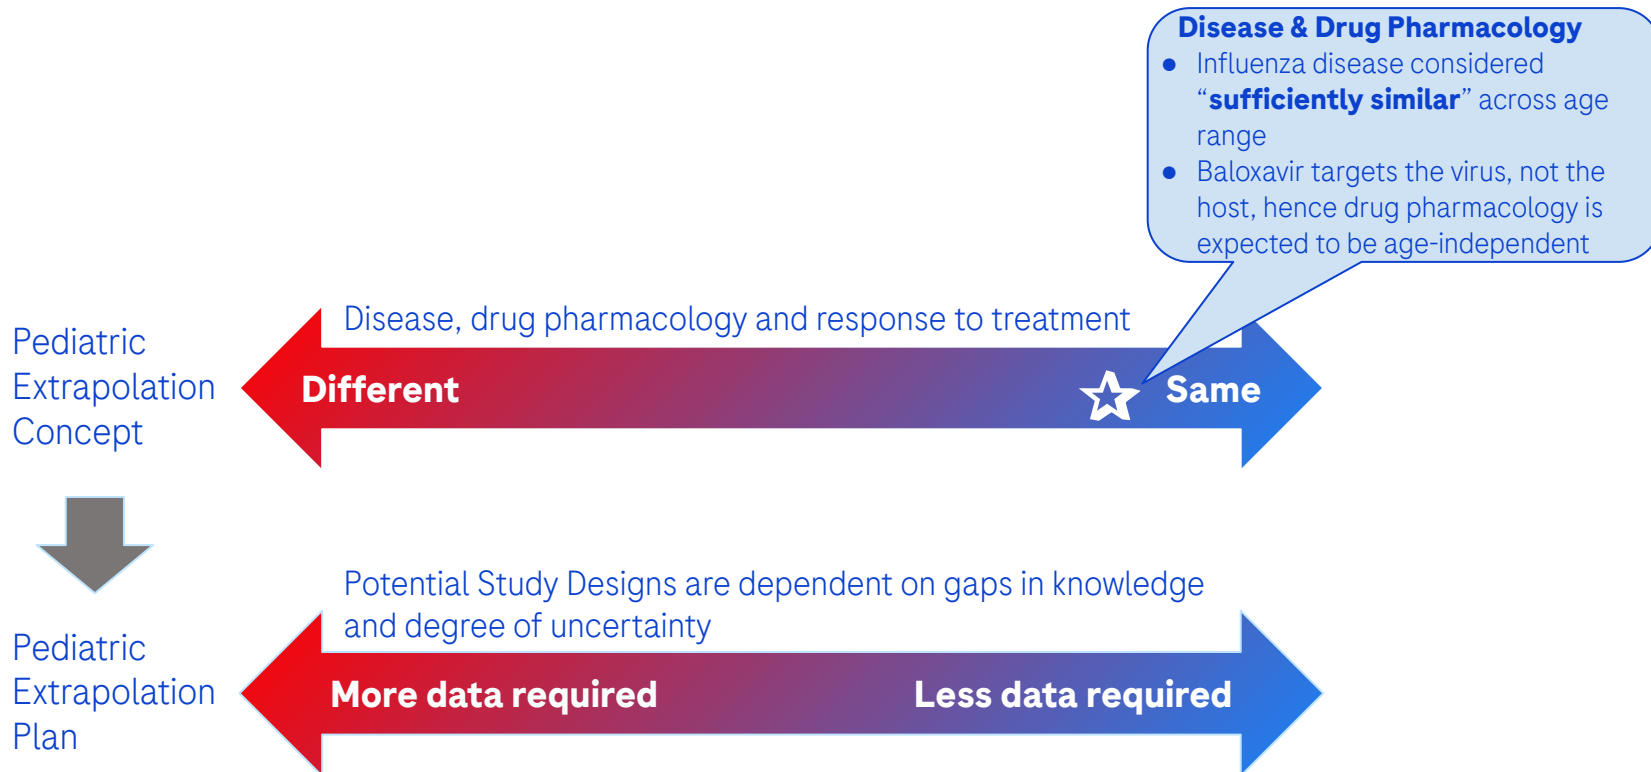 Disease & Drug Pharmacology
● Influenza disease considered
“sufficiently similar” across age
range
● Baloxavir targets the virus, not the
host, hence drug pharmacology is
expected to be age-independent
Pediatric
Extrapolation
Concept
Disease, drug pharmacology and response to treatment
Different
Same
Potential Study Designs are dependent on gaps in knowledge
and degree of uncertainty
Pediatric
Extrapolation
Plan
More data required
Less data required